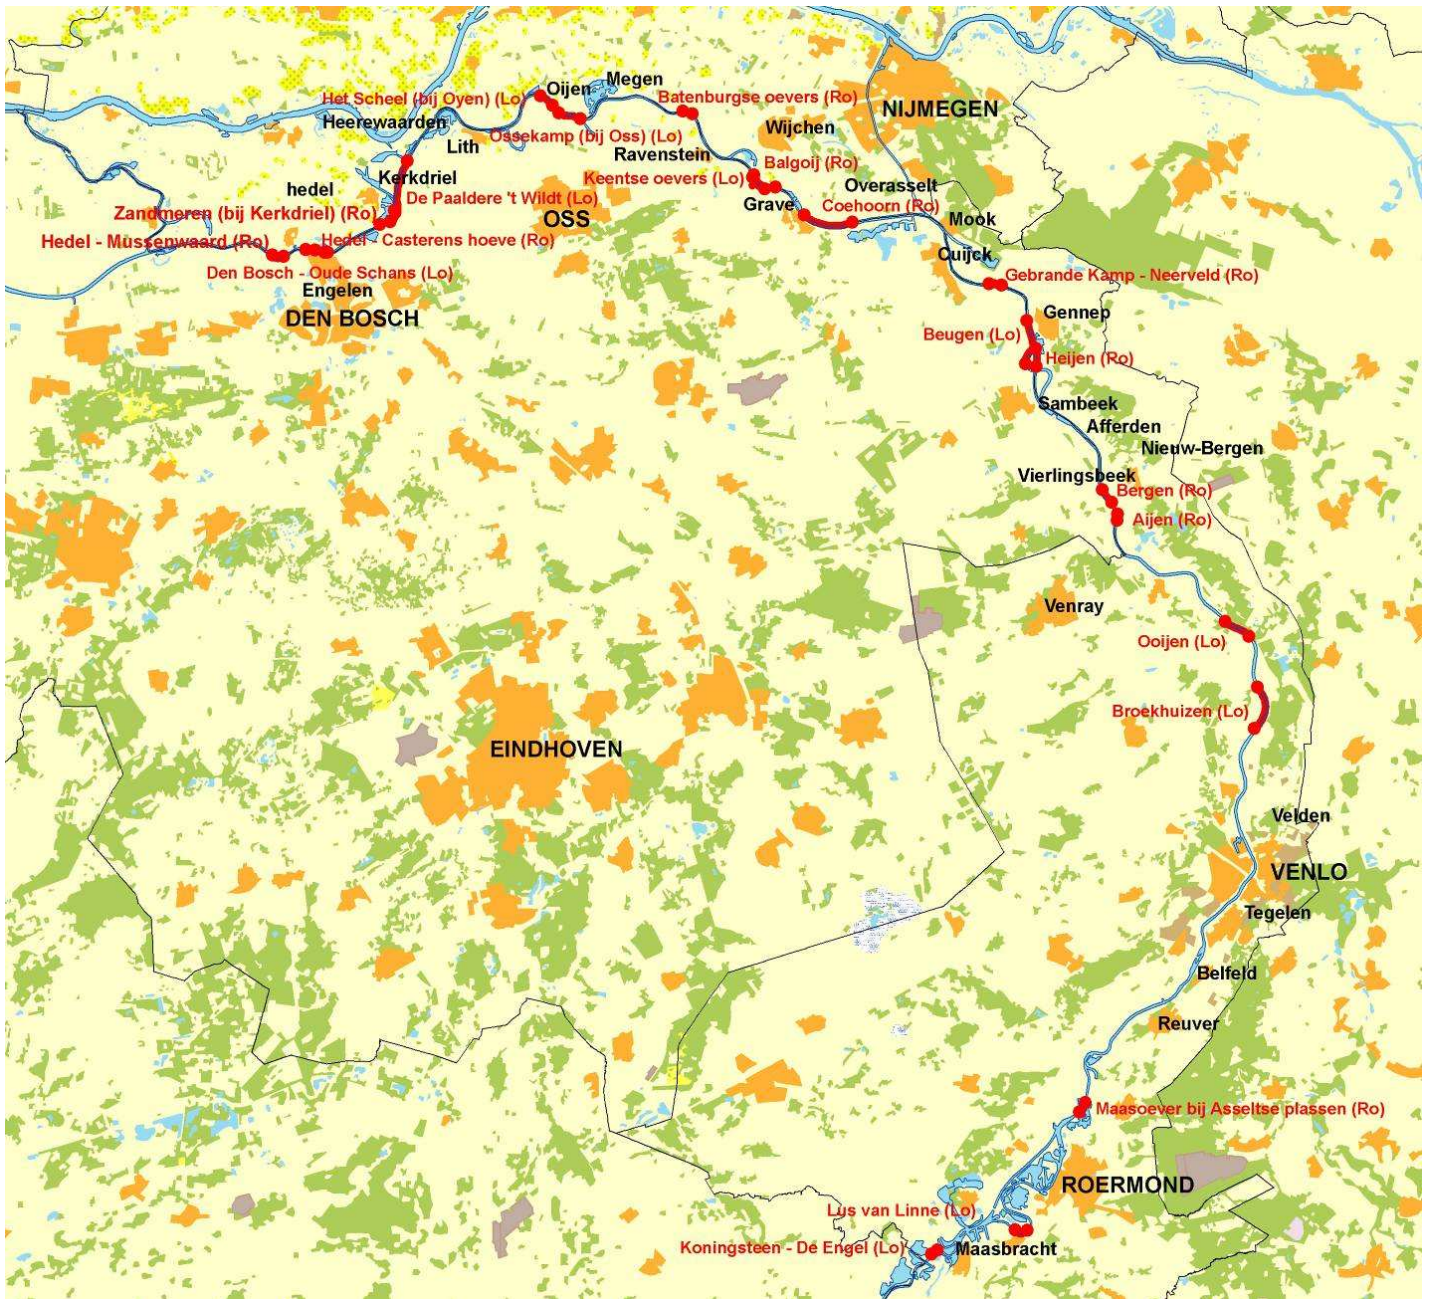 Megen
Oijen
Het Scheel (bij Oyen) (Lo)
Batenburgse oevers (Ro)
NIJMEGEN
Heerewaarden
Wijchen
Ossekamp (bij Oss) (Lo)
Lith
Ravenstein
Balgoij (Ro)
Kerkdriel
Keentse oevers (Lo)
Overasselt
hedel
De Paaldere 't Wildt (Lo)
Grave
Coehoorn (Ro)
Zandmeren (bij Kerkdriel) (Ro)
OSS
Mook
Hedel - Mussenwaard (Ro)
Hedel - Casterens hoeve (Ro)
Cuijck
Den Bosch - Oude Schans (Lo)
Gebrande Kamp - Neerveld (Ro)
Engelen
DEN BOSCH
Gennep
Beugen (Lo)
Heijen (Ro)
Sambeek
Afferden
Nieuw-Bergen
Vierlingsbeek
Bergen (Ro)
Aijen (Ro)
Venray
Ooijen (Lo)
Broekhuizen (Lo)
EINDHOVEN
Velden
VENLO
Tegelen
Belfeld
Reuver
Maasoever bij Asseltse plassen (Ro)
ROERMOND
Lus van Linne (Lo)
Koningsteen - De Engel (Lo)
Maasbracht